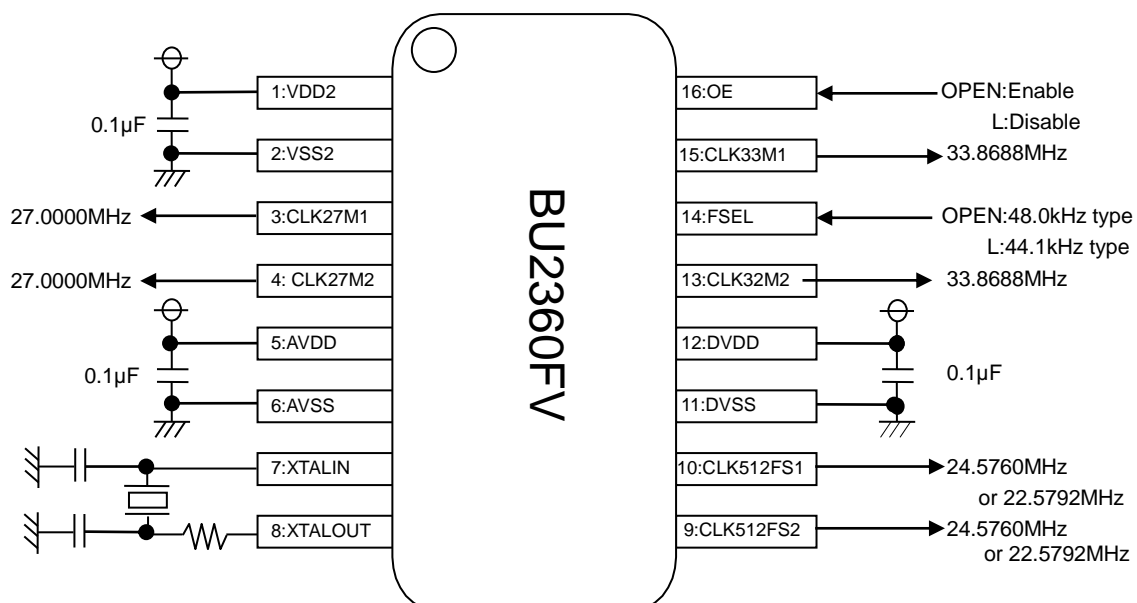 1:VDD2
0.1µF
2:VSS2
27.0000MHz
3:CLK27M1
27.0000MHz
4: CLK27M2
5:AVDD
0.1µF
6:AVSS
7:XTALIN
8:XTALOUT
BU2360FV
16:OE
OPEN:Enable
L:Disable
15:CLK33M1
33.8688MHz
14:FSEL
OPEN:48.0kHz type
L:44.1kHz type
13:CLK32M2
33.8688MHz
12:DVDD
0.1µF
11:DVSS
10:CLK512FS1
24.5760MHz
or 22.5792MHz
9:CLK512FS2
24.5760MHz
or 22.5792MHz